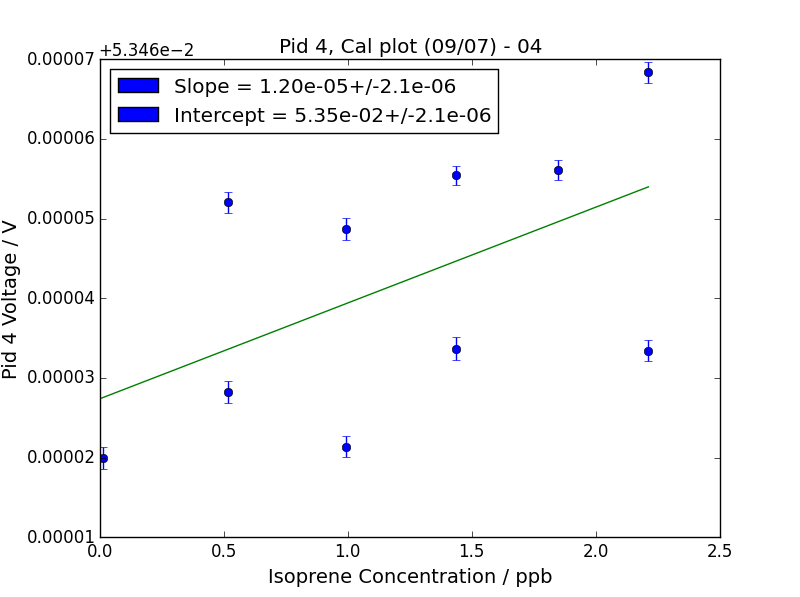 Pid 4, Cal plot (09/07) - 04
+5.346e−2
Slope = 1.20e-05+/-2.1e-06
Intercept = 5.35e-02+/-2.1e-06
0.00007
0.00006
0.00005
0.00004
0.00003
0.00002
0.00001
Pid 4 Voltage / V
0.0 0.5 1.0 1.5 2.0 2.5
Isoprene Concentration / ppb